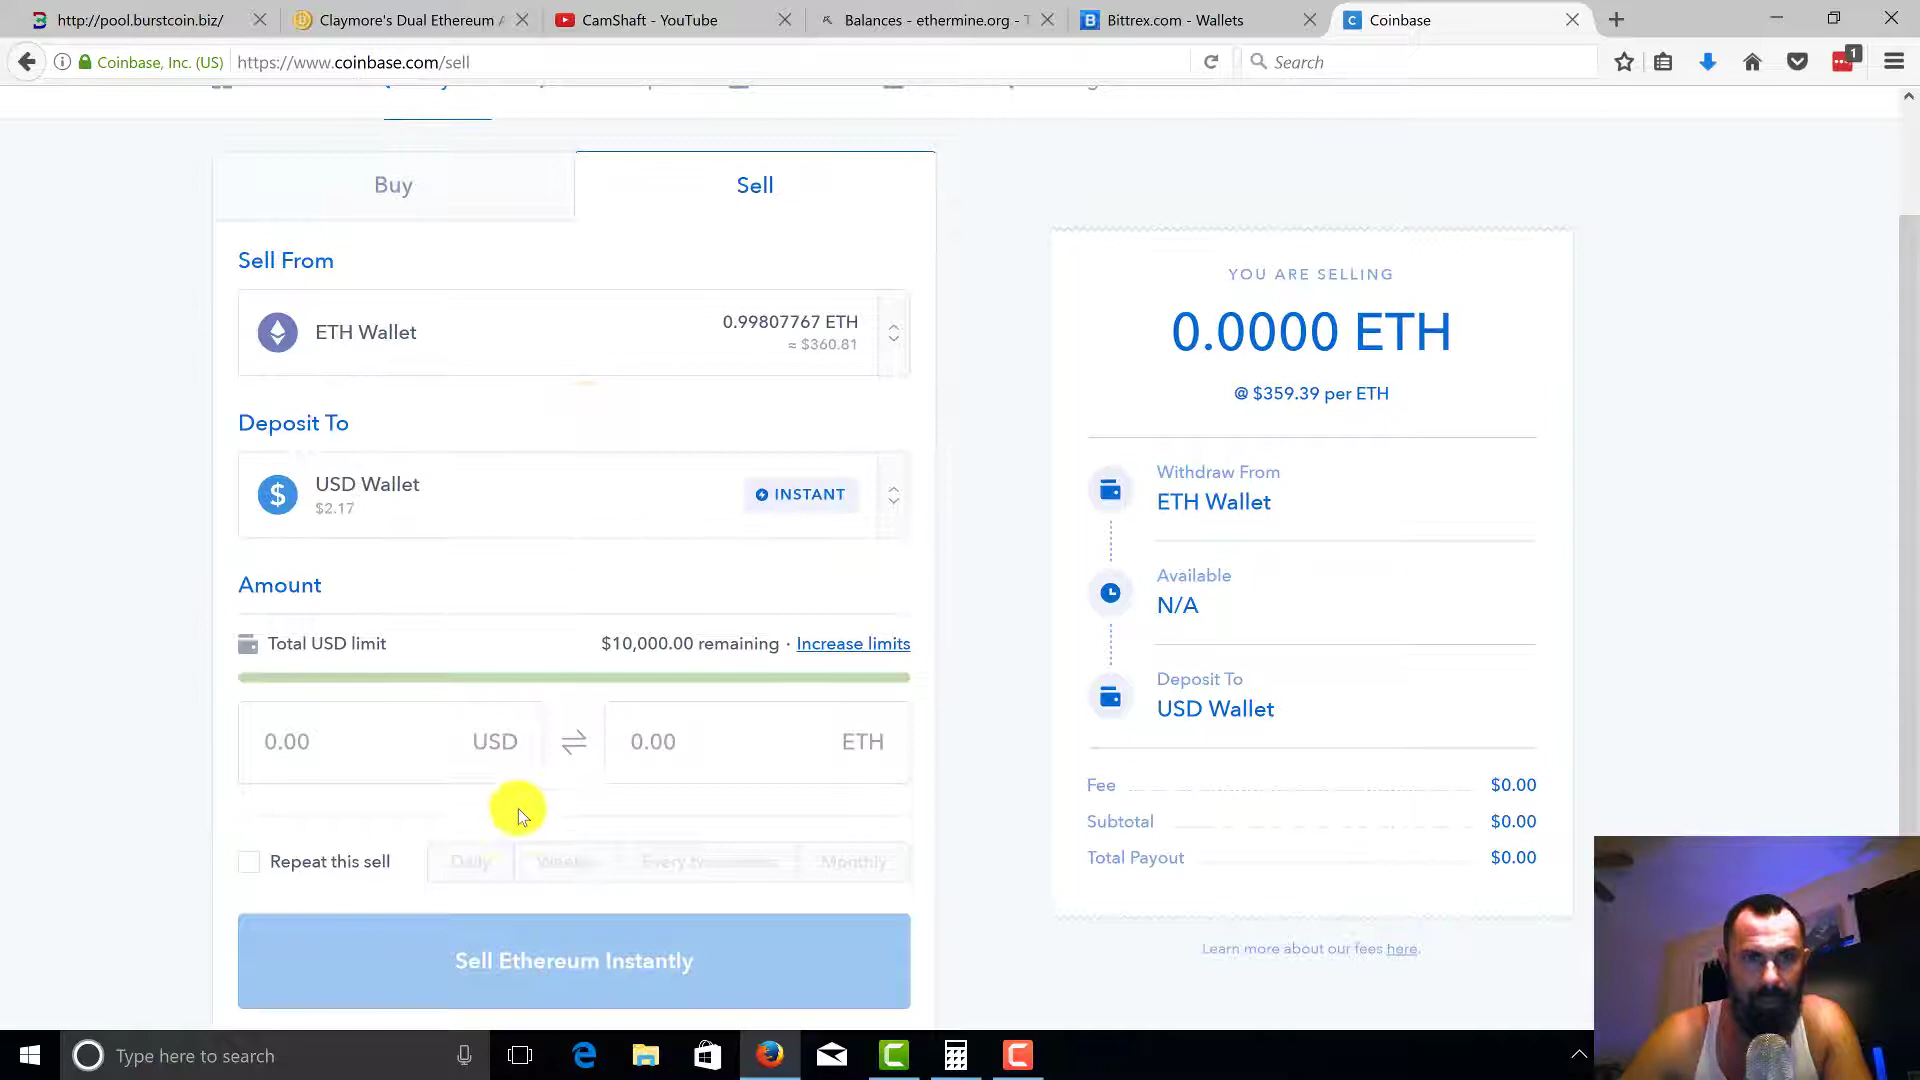 http://pool.burstcoin.biz/
Claymore's Dual Ethereum
CamShaft - YouTube
Balances - ethermine.org -
Bittrex.com - Wallets
Coinbase
Coinbase, Inc. (US)
https://www.coinbase.com/sell
Search
1
Buy
Sell
Sell From
ETH Wallet
0.99807767 ETH
≈ $360.81
Deposit To
USD Wallet
$2.17
INSTANT
Amount
Total USD limit
$10,000.00 remaining · Increase limits
0.00 USD
0.00 ETH
Repeat this sell
Daily
Every
Monthly
Sell Ethereum Instantly
YOU ARE SELLING
0.0000 ETH
@ $359.39 per ETH
Withdraw From
ETH Wallet
Available
N/A
Deposit To
USD Wallet
Fee $0.00
Subtotal $0.00
Total Payout $0.00
Learn more about our fees here.
Type here to search